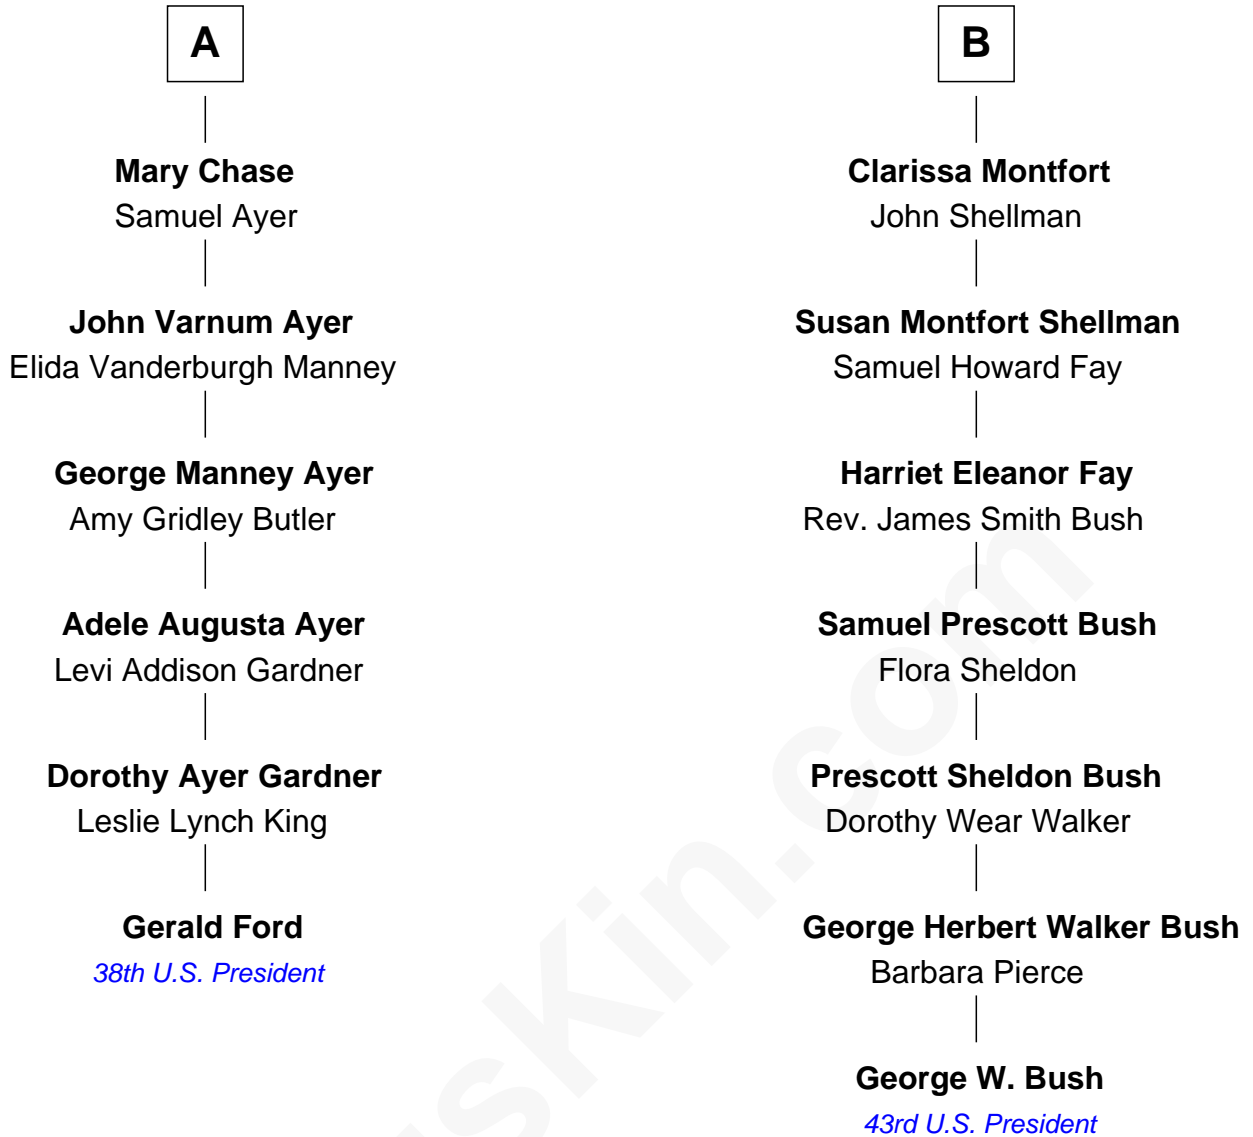 A
Mary Chase
Samuel Ayer
John Varnum Ayer
Elida Vanderburgh Manney
George Manney Ayer
Amy Gridley Butler
Adele Augusta Ayer
Levi Addison Gardner
Dorothy Ayer Gardner
Leslie Lynch King
Gerald Ford
38th U.S. President
B
Clarissa Montfort
John Shellman
Susan Montfort Shellman
Samuel Howard Fay
Harriet Eleanor Fay
Rev. James Smith Bush
Samuel Prescott Bush
Flora Sheldon
Prescott Sheldon Bush
Dorothy Wear Walker
George Herbert Walker Bush
Barbara Pierce
George W. Bush
43rd U.S. President
sKin.com